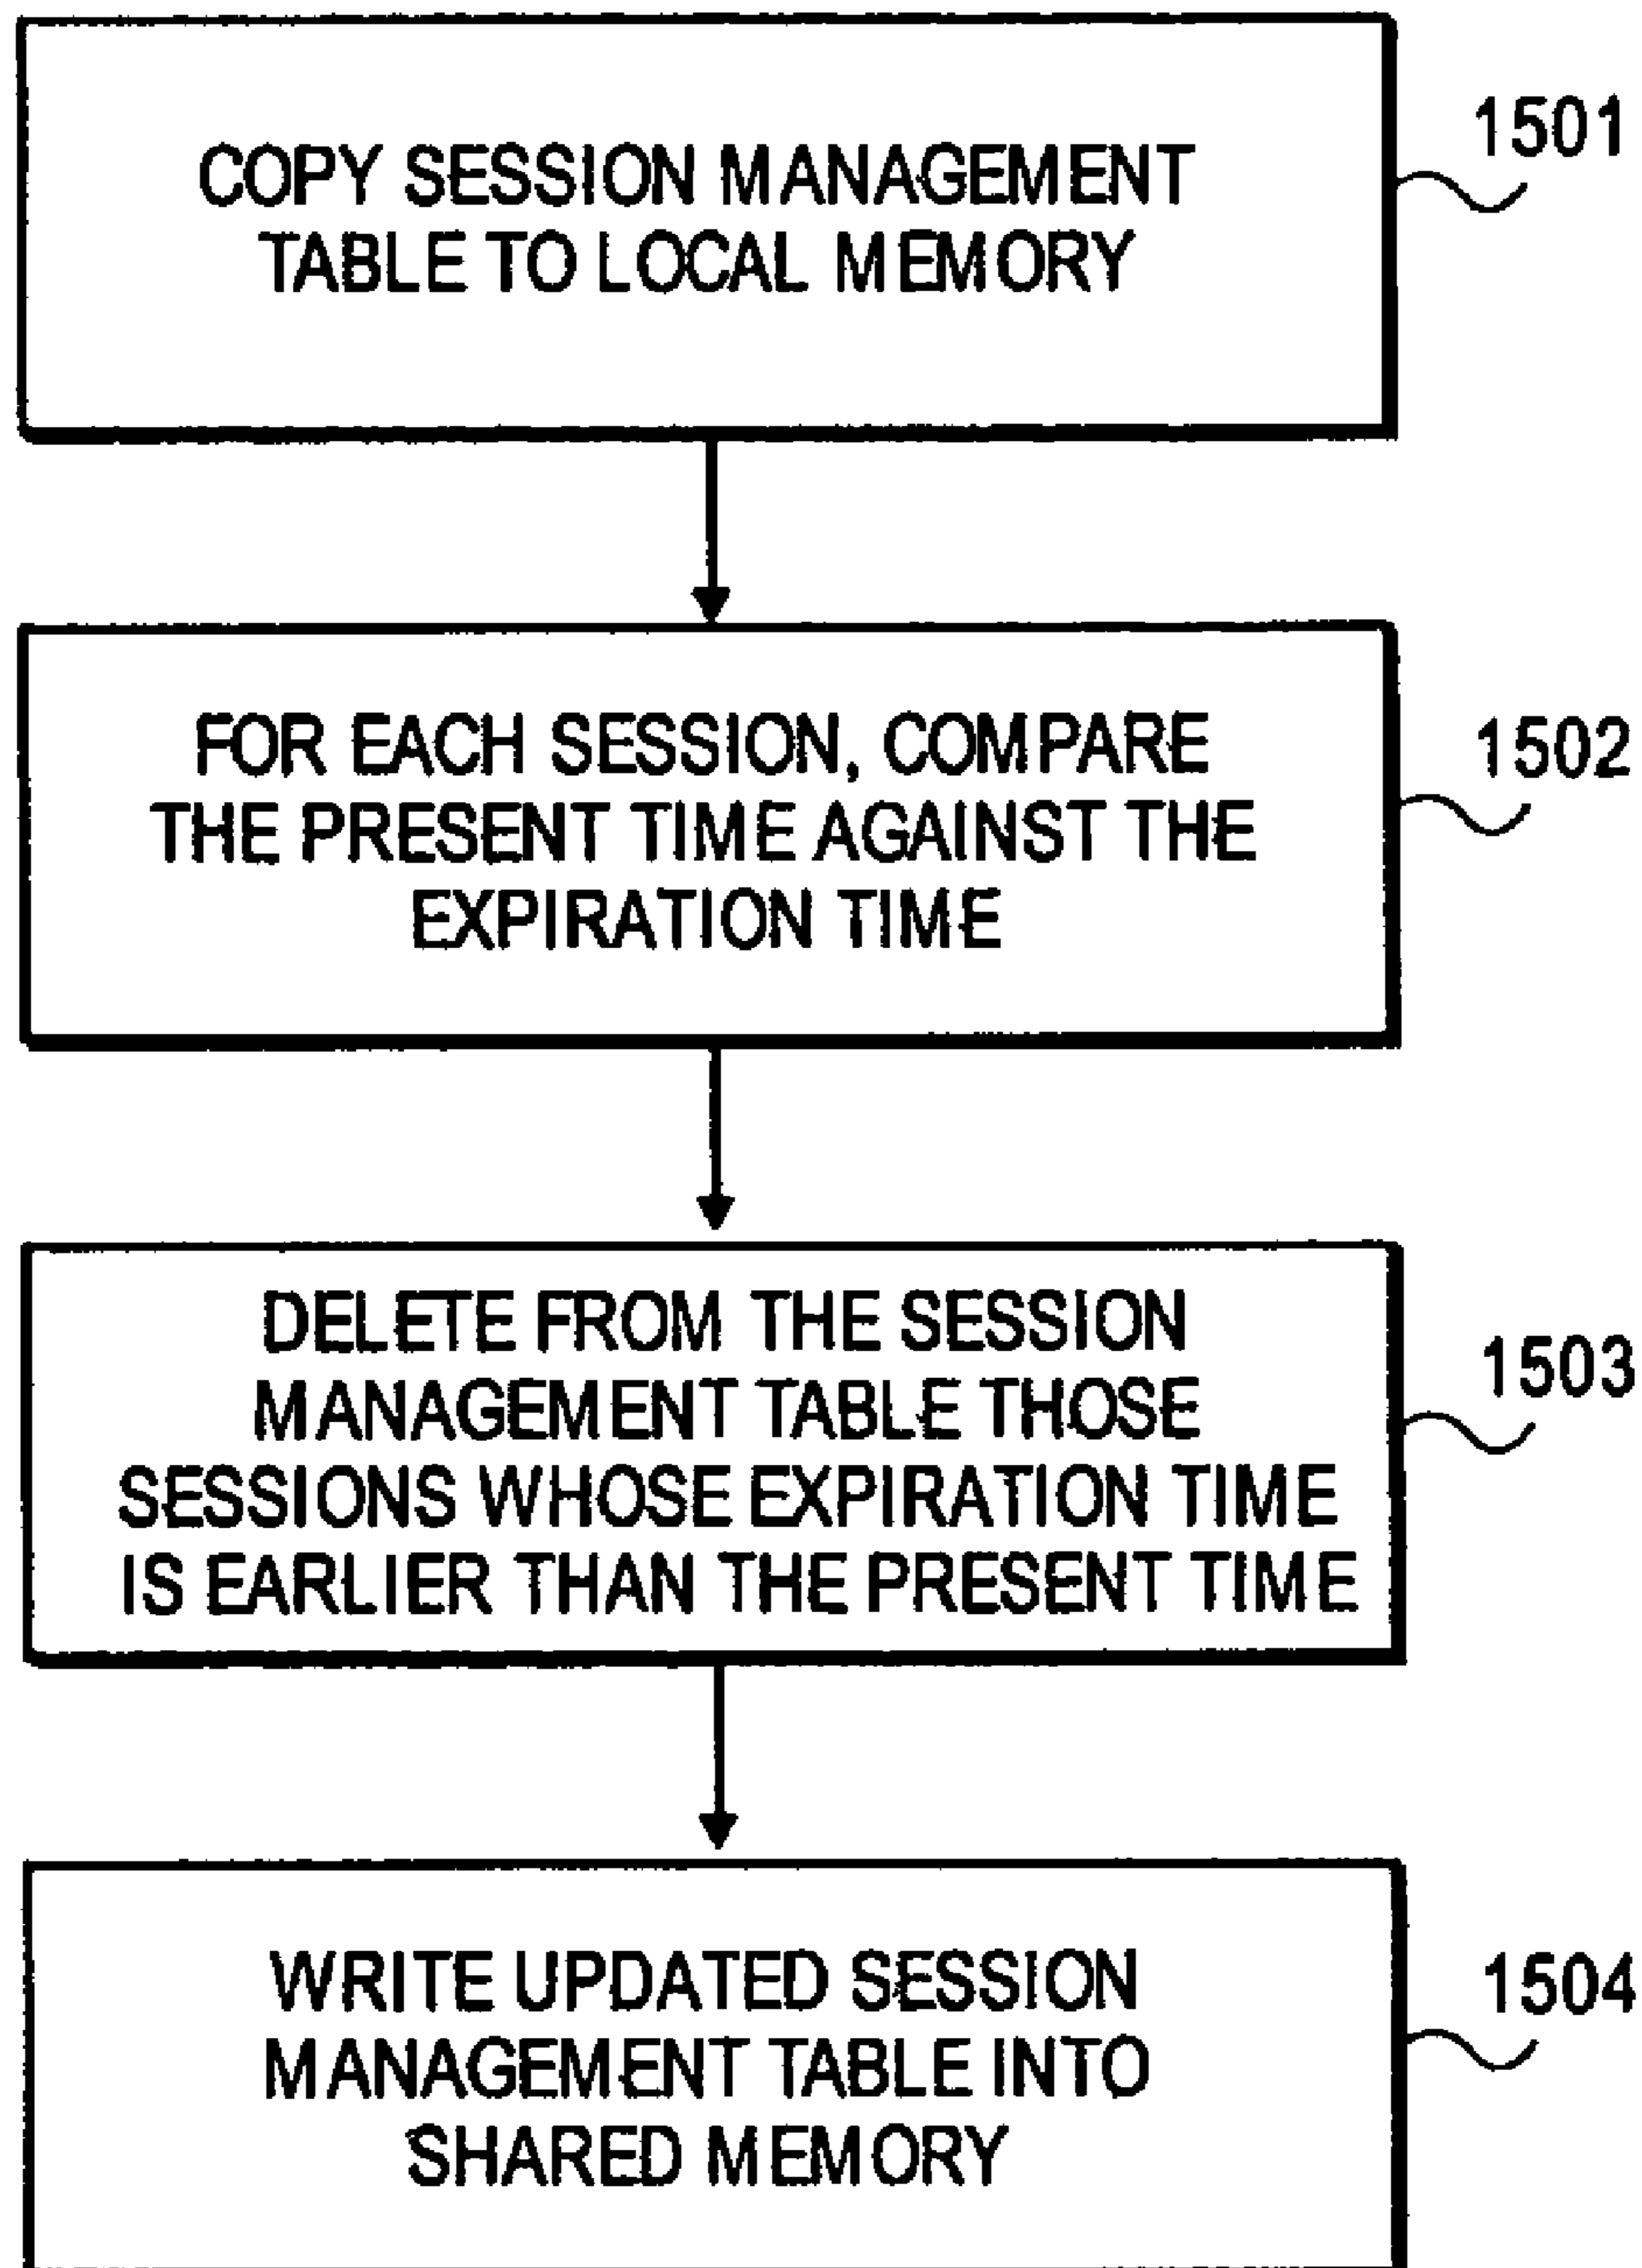 COPY SESSION MANAGEMENT
TABLE TO LOCAL MEMORY
1501
FOR EACH SESSION, COMPARE
THE PRESENT TIME AGAINST THE
EXPIRATION TIME
1502
DELETE FROM THE SESSION
MANAGEMENT TABLE THOSE
SESSIONS WHOSE EXPIRATION TIME
IS EARLIER THAN THE PRESENT TIME
1503
WRITE UPDATED SESSION
MANAGEMENT TABLE INTO
SHARED MEMORY
1504